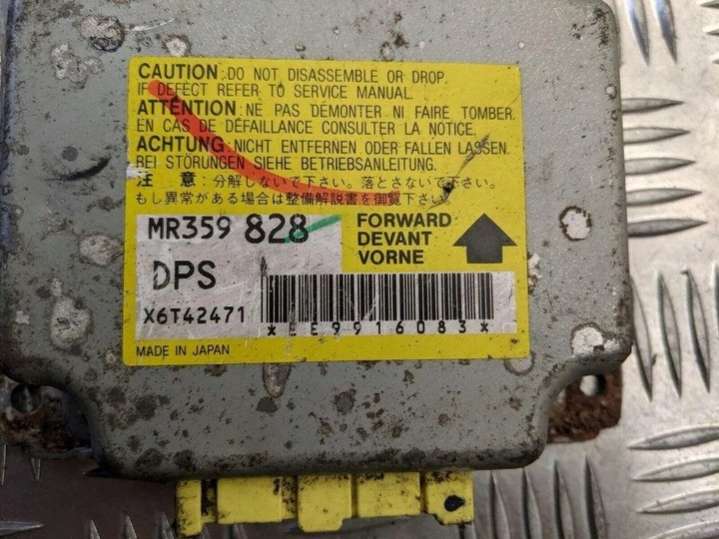 CAUTION : DO NOT DISASSEMBLE OR DROP.
IF DEFECT REFER TO SERVICE MANUAL.
ATTENTION : NE PAS DÉMONTER NI FAIRE TOMBER.
EN CAS DE DÉFAILLANCE CONSULTER LA NOTICE.
ACHTUNG : NICHT ENTFERNEN ODER FALLEN LASSEN.
BEI STÖRUNGEN SIEHE BETRIEBSANLEITUNG.
注 意 : 分解しないで下さい。落とさないで下さい。
もし異常がある場合は整備解説書を御覧下さい。
MR359 828
FORWARD
DEVANT
VORNE
DPS
X6T42471
*EE9916083*
MADE IN JAPAN